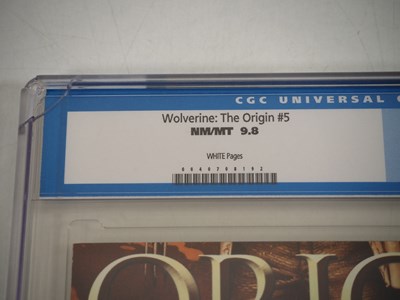 CGC UNIVERSAL
Wolverine: The Origin #5
NM/MT 9.8
WHITE Pages
ORIG